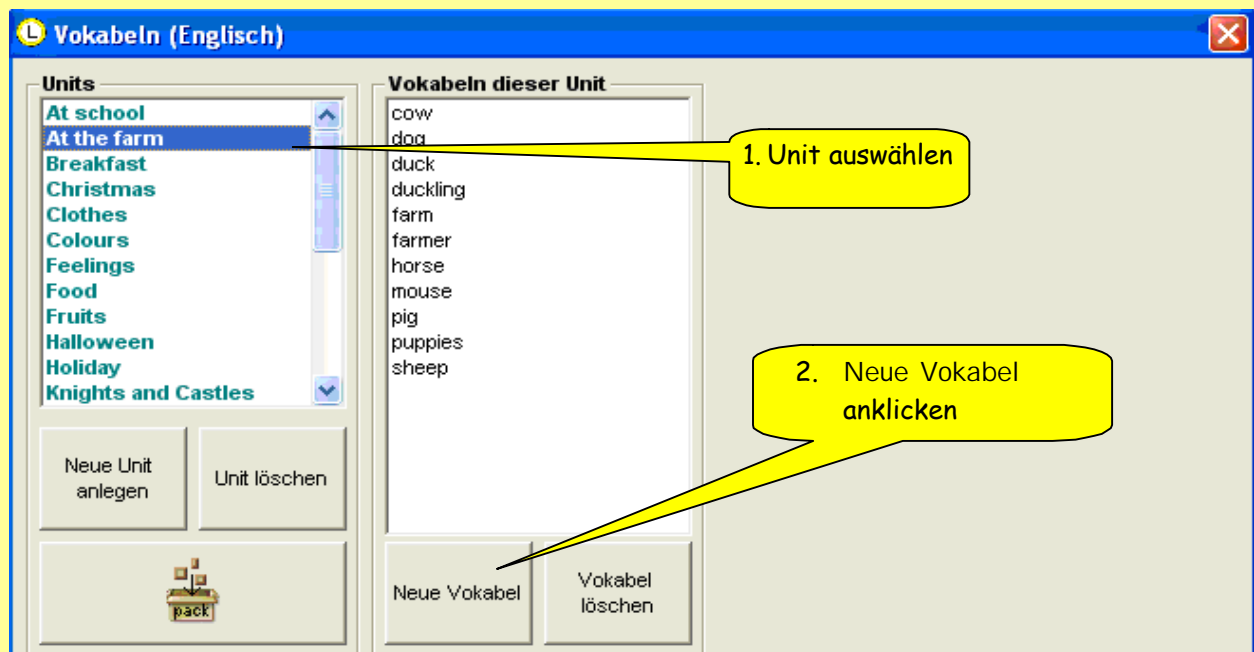 L Vokabeln (Englisch)
Units
At school
At the farm
Breakfast
Christmas
Clothes
Colours
Feelings
Food
Fruits
Halloween
Holiday
Knights and Castles
Neue Unit
anlegen
Unit löschen
pack
Vokabeln dieser Unit
cow
dog
duck
duckling
farm
farmer
horse
mouse
pig
puppies
sheep
Neue Vokabel
Vokabel
löschen
1. Unit auswählen
2. Neue Vokabel
anklicken